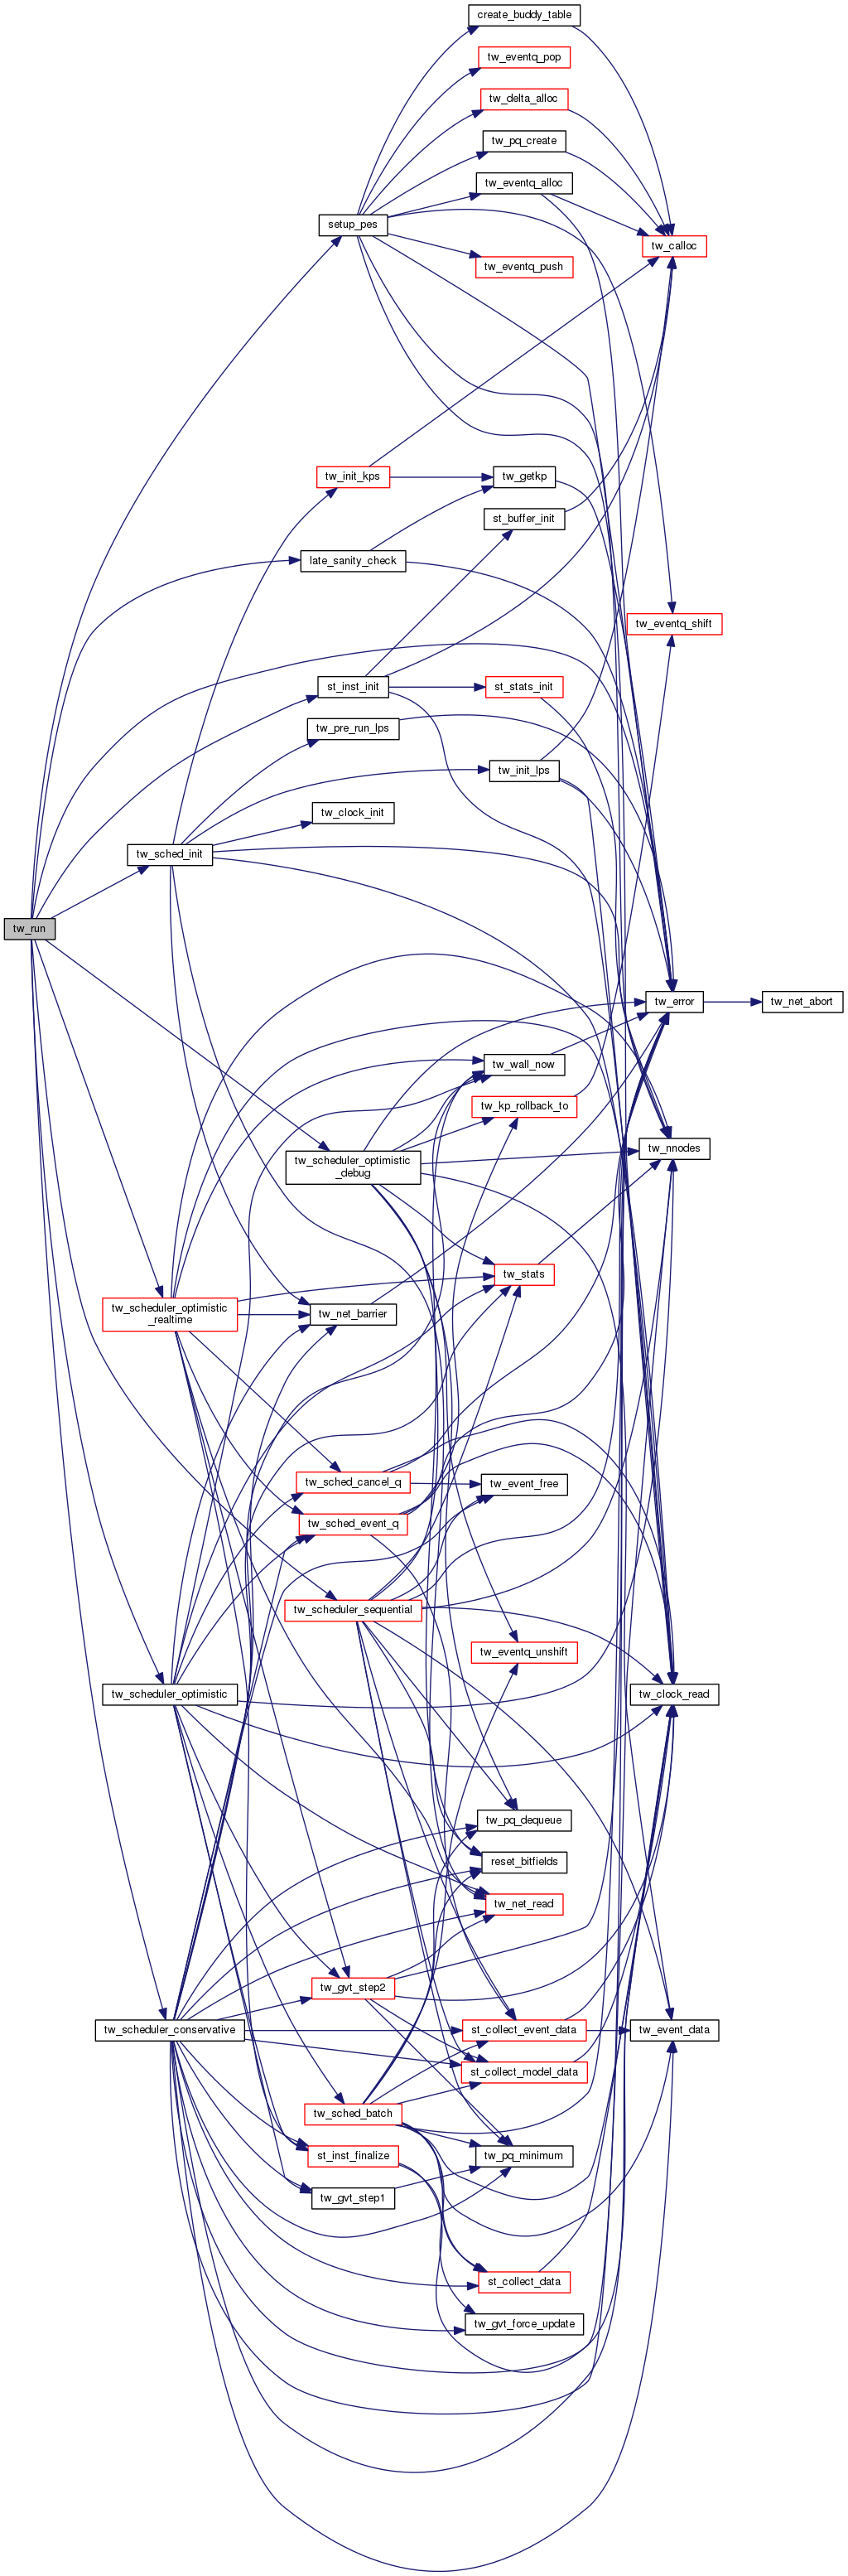 create_buddy_table
tw_eventq_pop
tw_delta_alloc
tw_pq_create
tw_eventq_alloc
setup_pes
tw_calloc
tw_eventq_push
tw_init_kps
tw_getkp
st_buffer_init
late_sanity_check
tw_eventq_shift
st_inst_init
st_stats_init
tw_pre_run_lps
tw_init_lps
tw_clock_init
tw_sched_init
tw_run
tw_error
tw_net_abort
tw_wall_now
tw_kp_rollback_to
tw_nnodes
tw_scheduler_optimistic
_debug
tw_stats
tw_scheduler_optimistic
_realtime
tw_net_barrier
tw_sched_cancel_q
tw_event_free
tw_sched_event_q
tw_scheduler_sequential
tw_eventq_unshift
tw_scheduler_optimistic
tw_clock_read
tw_pq_dequeue
reset_bitfields
tw_net_read
tw_gvt_step2
tw_scheduler_conservative
st_collect_event_data
tw_event_data
st_collect_model_data
tw_sched_batch
st_inst_finalize
tw_pq_minimum
tw_gvt_step1
st_collect_data
tw_gvt_force_update